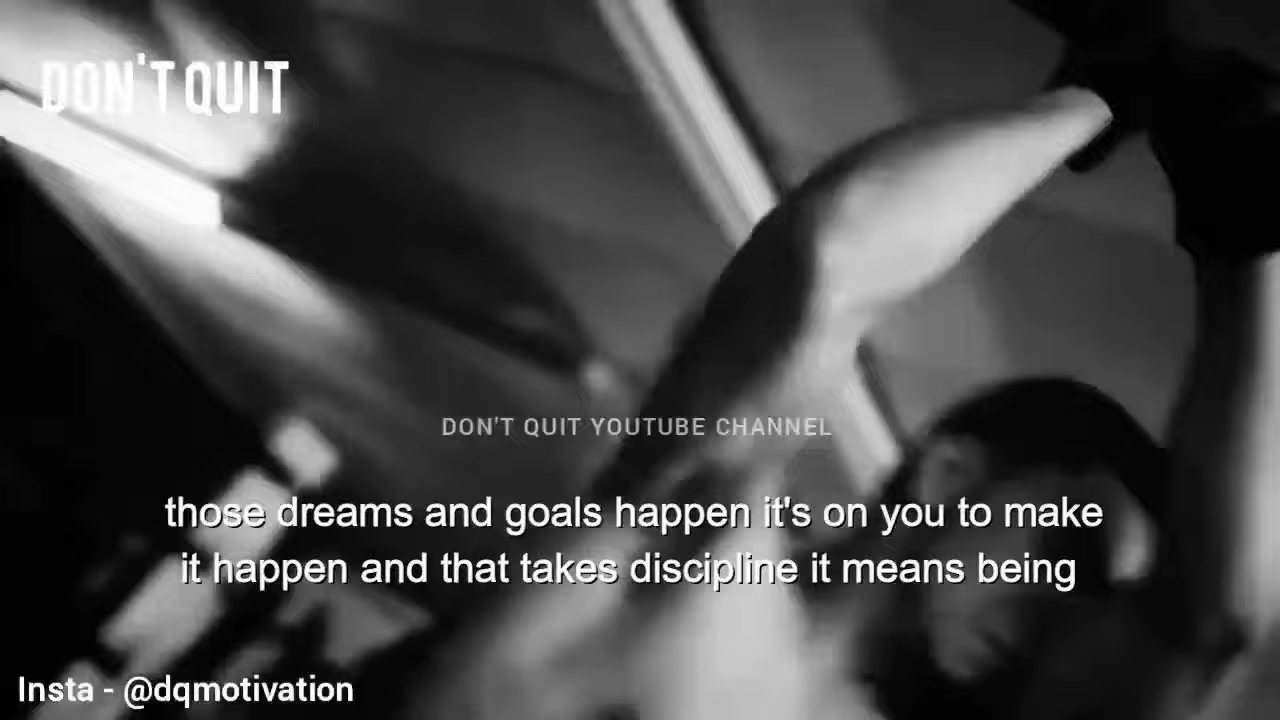 DON'T QUIT
DON'T QUIT YOUTUBE CHANNEL
those dreams and goals happen it's on you to make
it happen and that takes discipline it means being
Insta - @dqmotivation